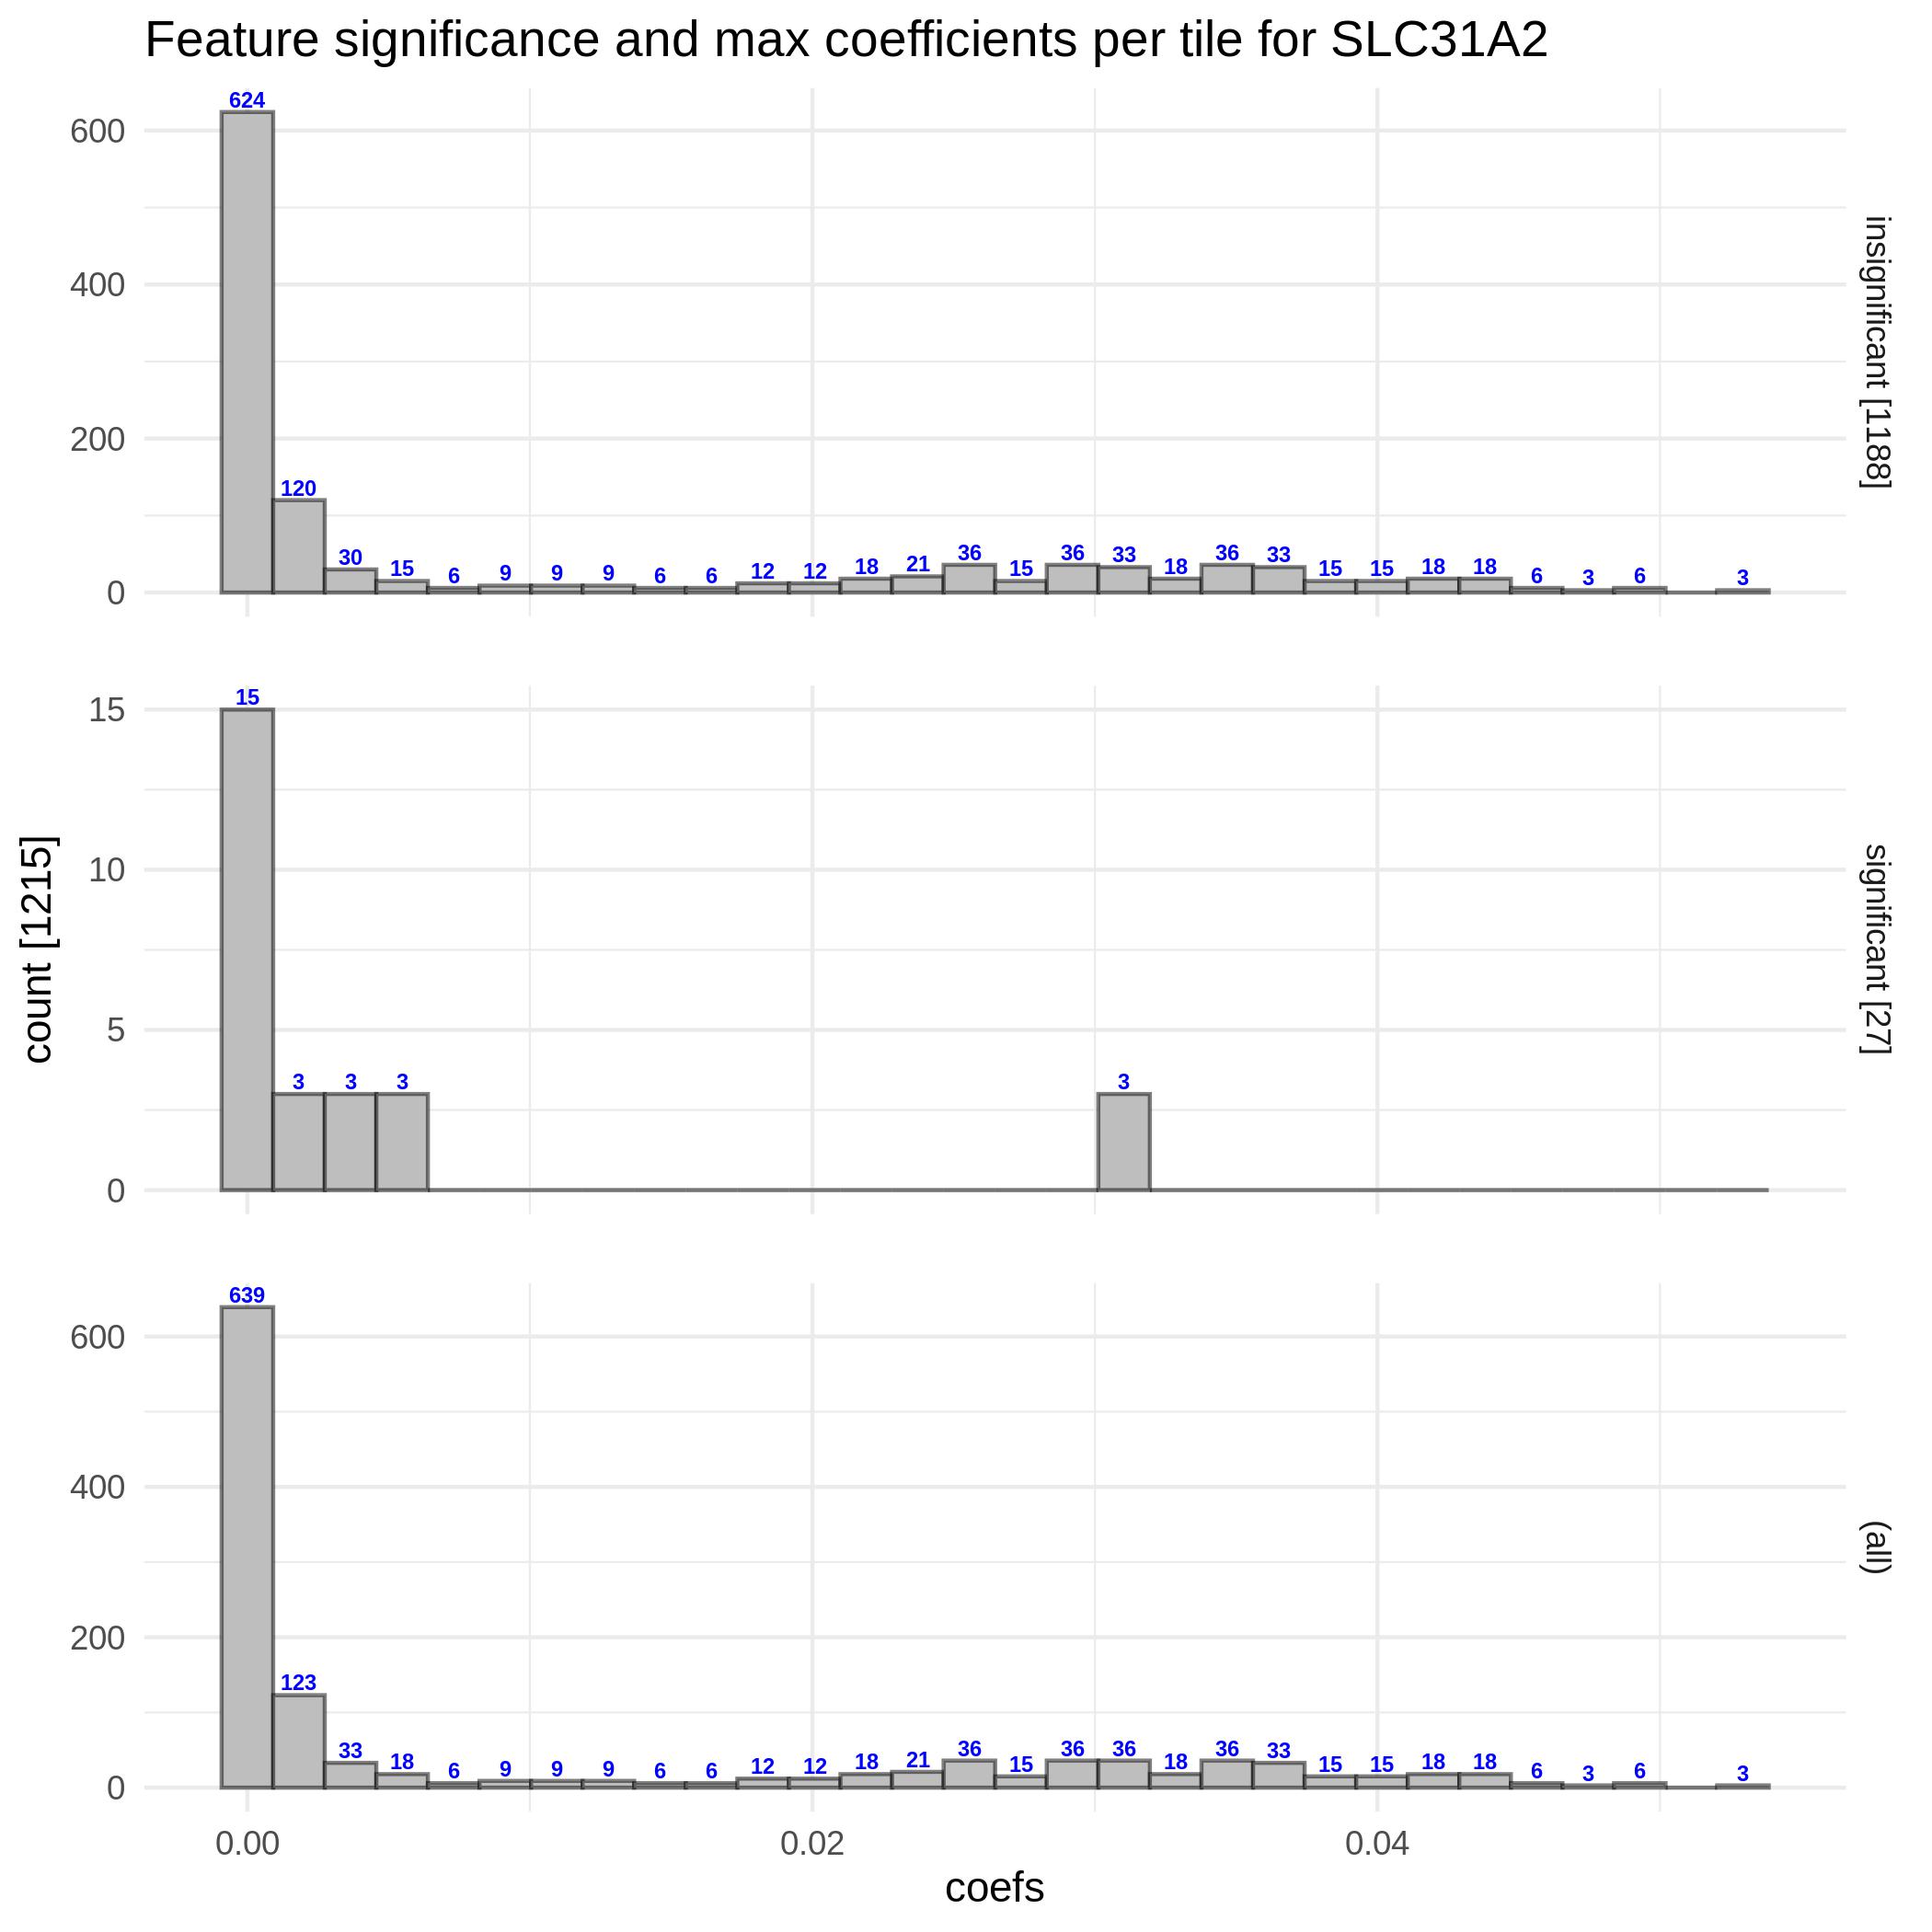 Feature significance and max coefficients per tile for SLC31A2
624
600
400
200
120
30 15 6 9 9 9 6 6 12 12 18 21 36 15 36 33 18 36 33 15 15 18 18 6 3 6 3
0
insignificant [1188]
15
15
10
5
3 3 3 3
0
significant [27]
count [1215]
639
600
400
200
123
33 18 6 9 9 9 6 6 12 12 18 21 36 15 36 36 18 36 33 15 15 18 18 6 3 6 3
0
(all)
0.00 0.02 0.04
coefs